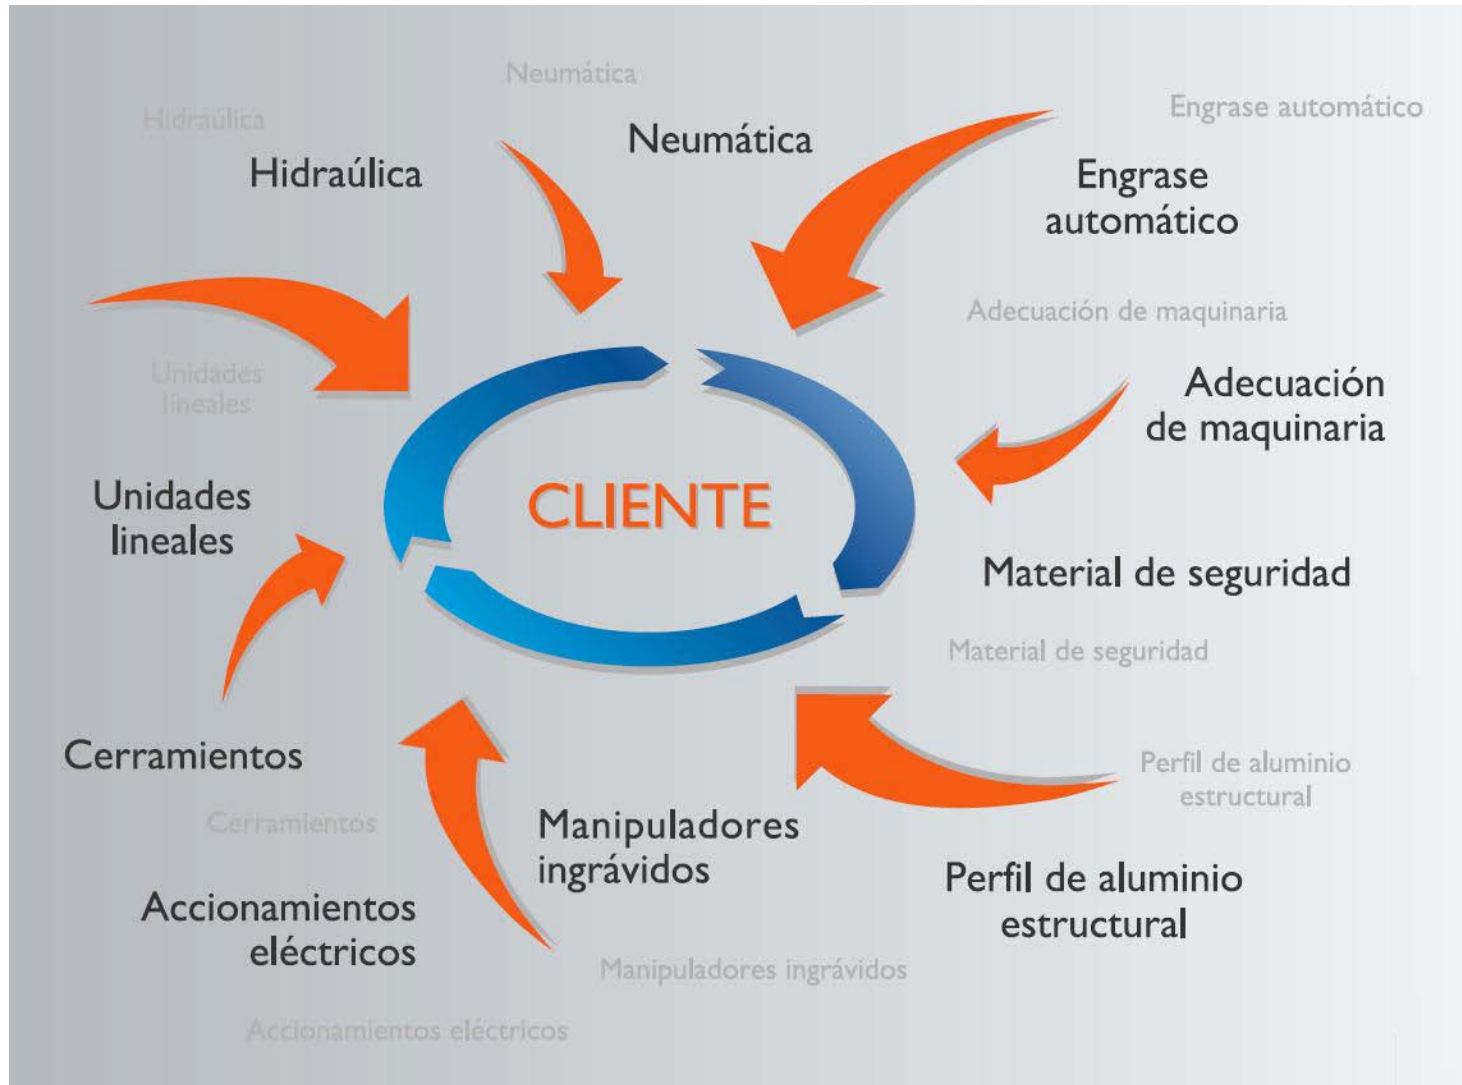 Neumática
Hidraúlica
Engrase automático
Neumática
Hidraúlica
Engrase
automático
Adecuación de maquinaria
Unidades
lineales
Adecuación
de maquinaria
Unidades
lineales
CLIENTE
Material de seguridad
Material de seguridad
Cerramientos
Perfil de aluminio
estructural
Cerramientos
Manipuladores
ingrávidos
Perfil de aluminio
estructural
Accionamientos
eléctricos
Manipuladores ingrávidos
Accionamientos eléctricos